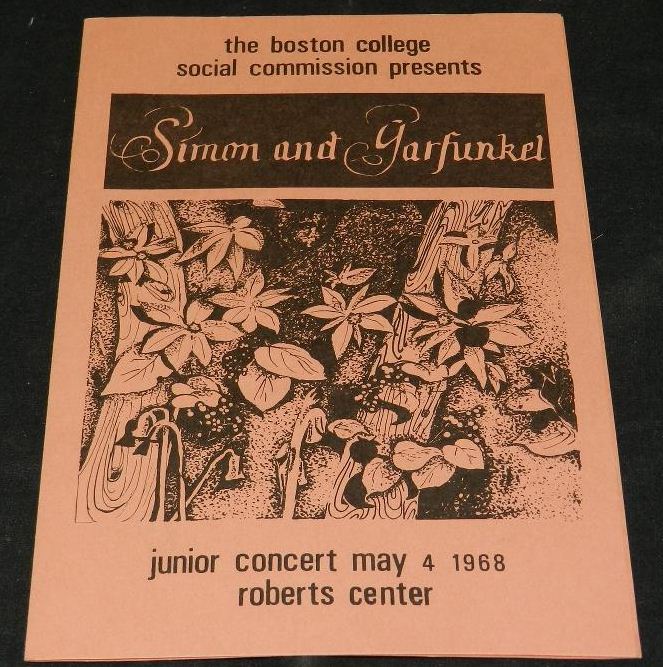 the boston college
social commission presents
Simon and Garfunkel
junior concert may 4 1968
roberts center